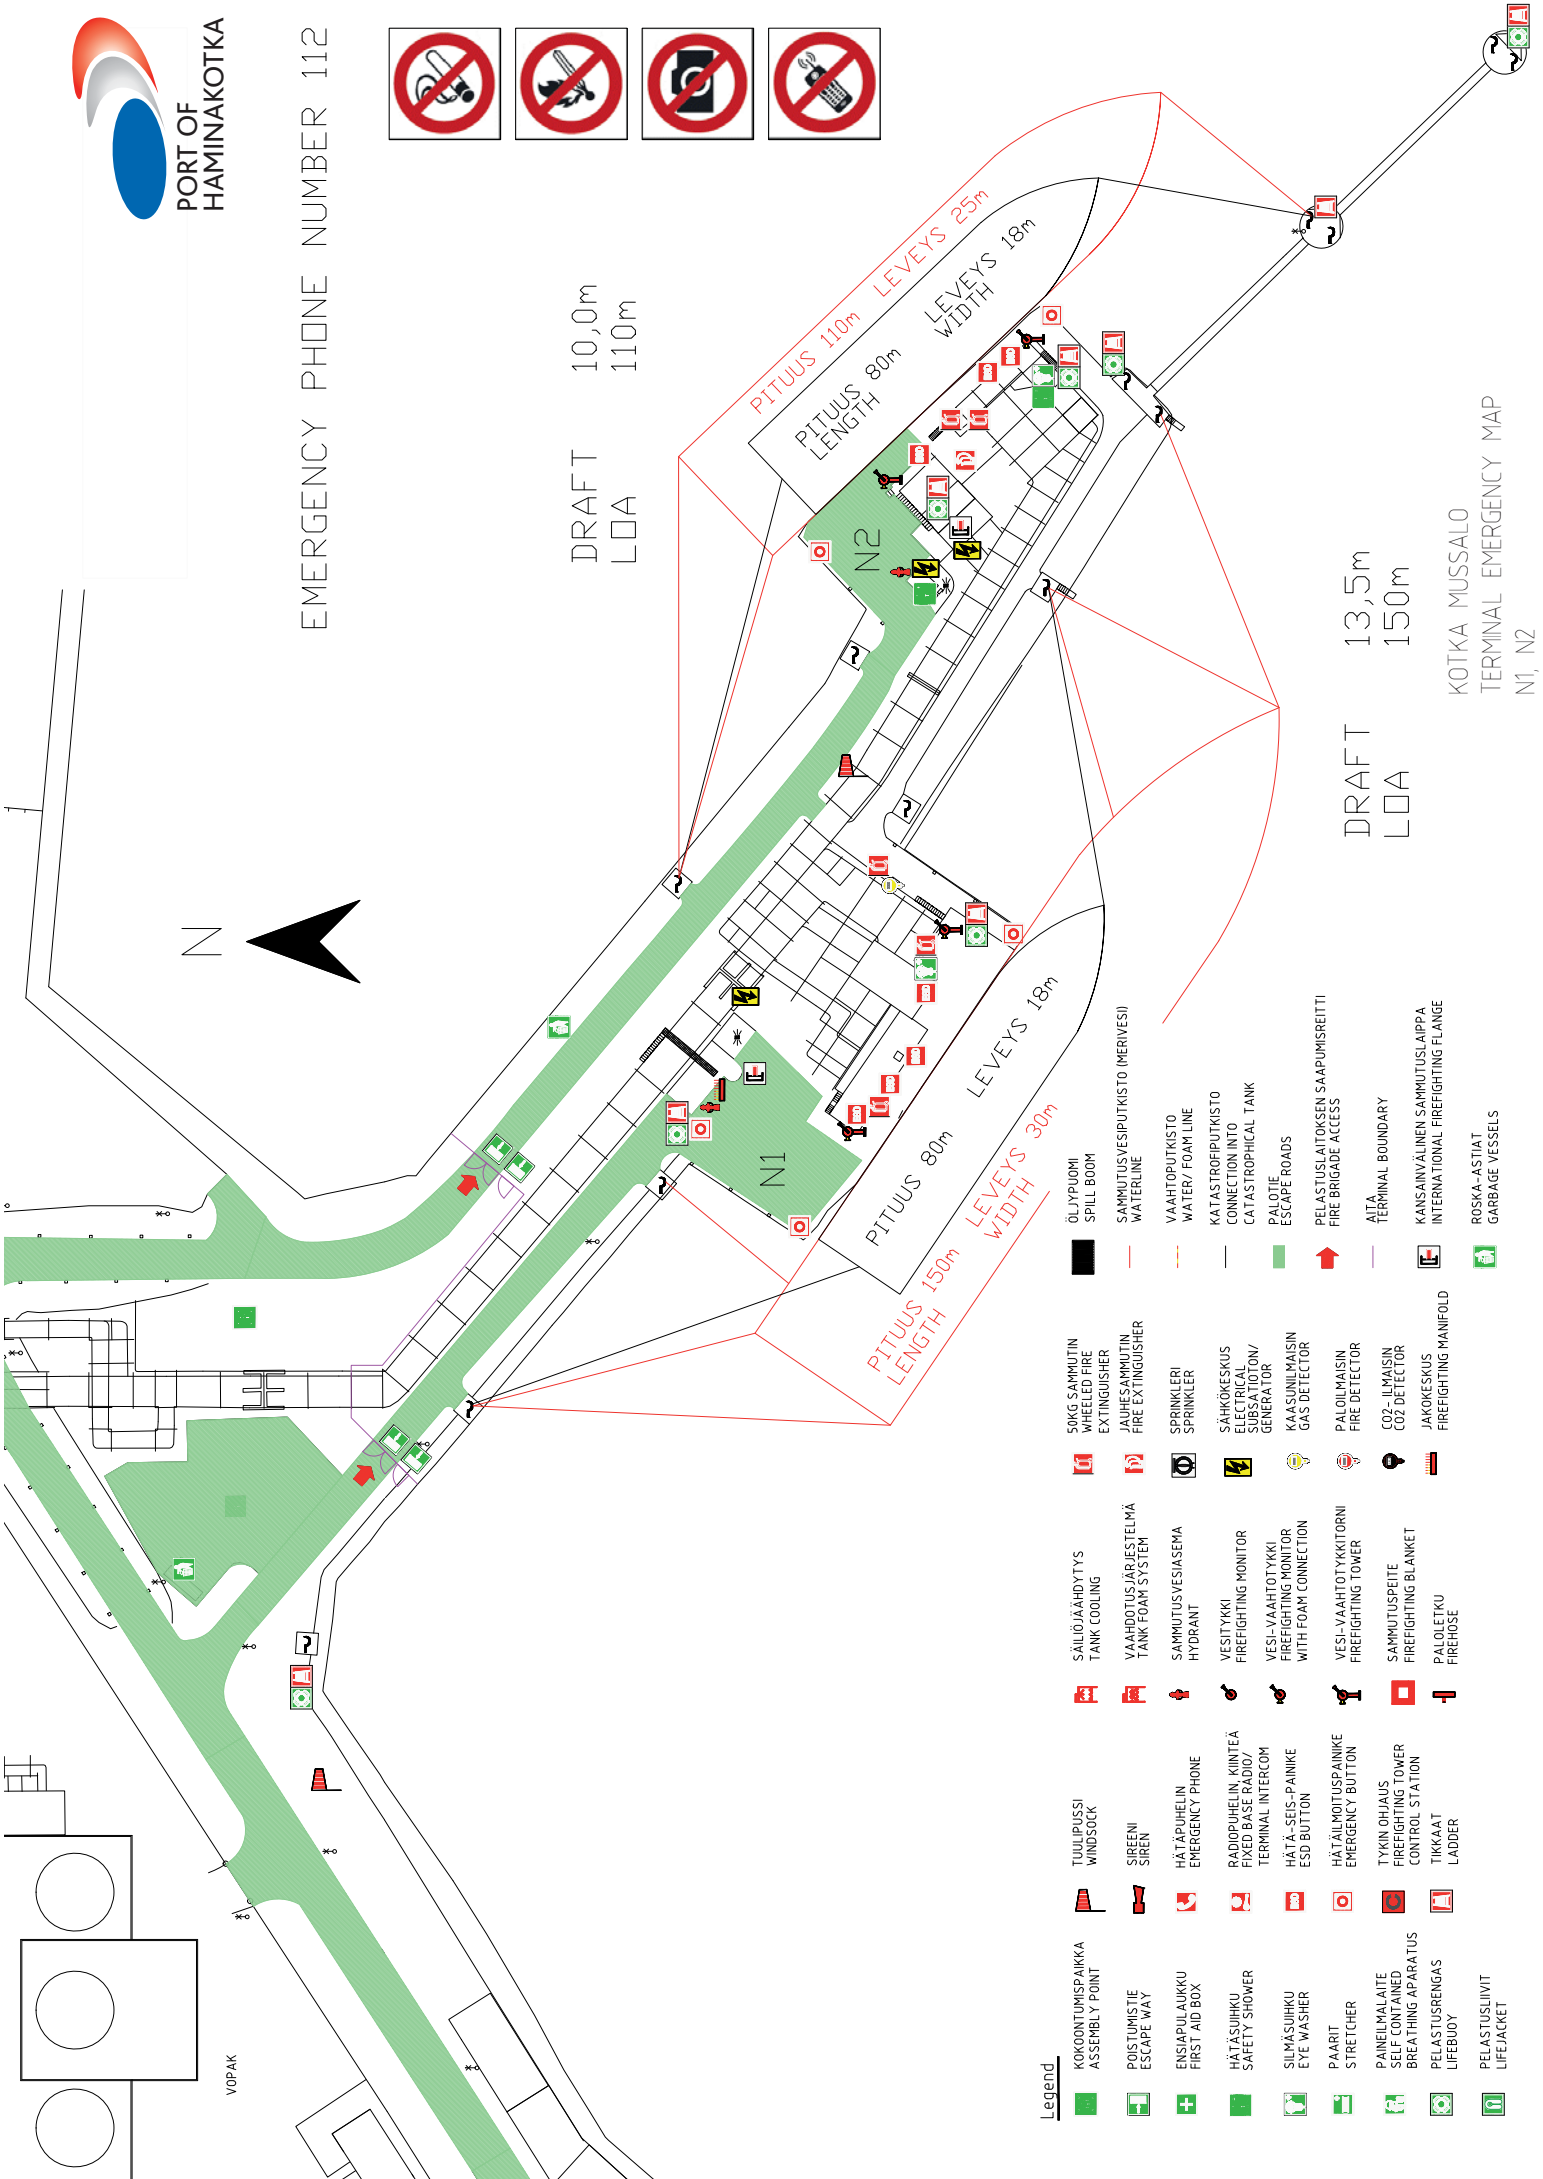 PORT OF
HAMINAKOTKA
EMERGENCY PHONE NUMBER 112
DRAFT 10,0m
LOA 110m
N
PITUUS 110m LEVEYS 25m
PITUUS 80m
LENGTH
LEVEYS 18m
WIDTH
N2
N1
PITUUS 80m LEVEYS 18m
PITUUS 150m
LENGTH
LEVEYS 30m
WIDTH
DRAFT 13,5m
LOA 150m
KOTKA MUSSALO
TERMINAL EMERGENCY MAP
N1, N2
VOPAK
Legend
KOKOONTUMISPAIKKA
ASSEMBLY POINT
POISTUMISTIE
ESCAPE WAY
ENSIAPULAUKU
FIRST AID BOX
HÄTÄSUIHKU
SAFETY SHOWER
SILMÄSUIHKU
EYE WASHER
PAARIT
STRETCHER
PAINEILMALAITE
SELF CONTAINED
BREATHING APARATUS
PELASTUSRENGAS
LIFEBUOY
PELASTUSLIIVIT
LIFEJACKET
TUULIPUSSI
WINDSOCK
SIREENI
SIREN
HÄTÄPUHELIN
EMERGENCY PHONE
RADIOPUHELIN, KIINTEÄ
FIXED BASE RADIO/
TERMINAL INTERCOM
HÄTÄ-SEIS-PAINIKE
ESD BUTTON
HÄTÄILMOITUSPAINIKE
EMERGENCY BUTTON
TYKIN OHJAUS
FIREFIGHTING TOWER
CONTROL STATION
TIKKAAT
LADDER
SÄILIÖJÄÄHDYTYS
TANK COOLING
VAAHDOTUSJÄRJESTELMÄ
TANK FOAM SYSTEM
SAMMUTUSVESIASEMA
HYDRANT
VESITYKKI
FIREFIGHTING MONITOR
VESI-VAAHTOTYKKI
FIREFIGHTING MONITOR
WITH FOAM CONNECTION
VESI-VAAHTOTYKKITORNI
FIREFIGHTING TOWER
SAMMUTUSPEITE
FIREFIGHTING BLANKET
PALOLETKU
FIREHOSE
50KG SAMMUTIN
WHEELED FIRE
EXTINGUISHER
JAUHESAMMUTIN
FIRE EXTINGUISHER
SPRINKLERI
SPRINKLER
SÄHKÖKESKUS
ELECTRICAL
SUBSATIOTON/
GENERATOR
KAASUNILMAISIN
GAS DETECTOR
PALOILMAISIN
FIRE DETECTOR
CO2-ILMAISIN
CO2 DETECTOR
JAKOKESKUS
FIREFIGHTING MANIFOLD
ÖLJYPUOMI
SPILL BOOM
SAMMUTUSVESIPUTKISTO (MERIVESI)
WATERLINE
VAAHTOPUTKISTO
WATER/ FOAM LINE
KATASTROFIPUTKISTO
CONNECTION INTO
CATASTROPHICAL TANK
PALOTIE
ESCAPE ROADS
PELASTUSLAITOKSEN SAAPUMISREITTI
FIRE BRIGADE ACCESS
AITA
TERMINAL BOUNDARY
KANSAINVÄLINEN SAMMUTUSLAIPPA
INTERNATIONAL FIREFIGHTING FLANGE
ROSKA-ASTIAT
GARBAGE VESSELS